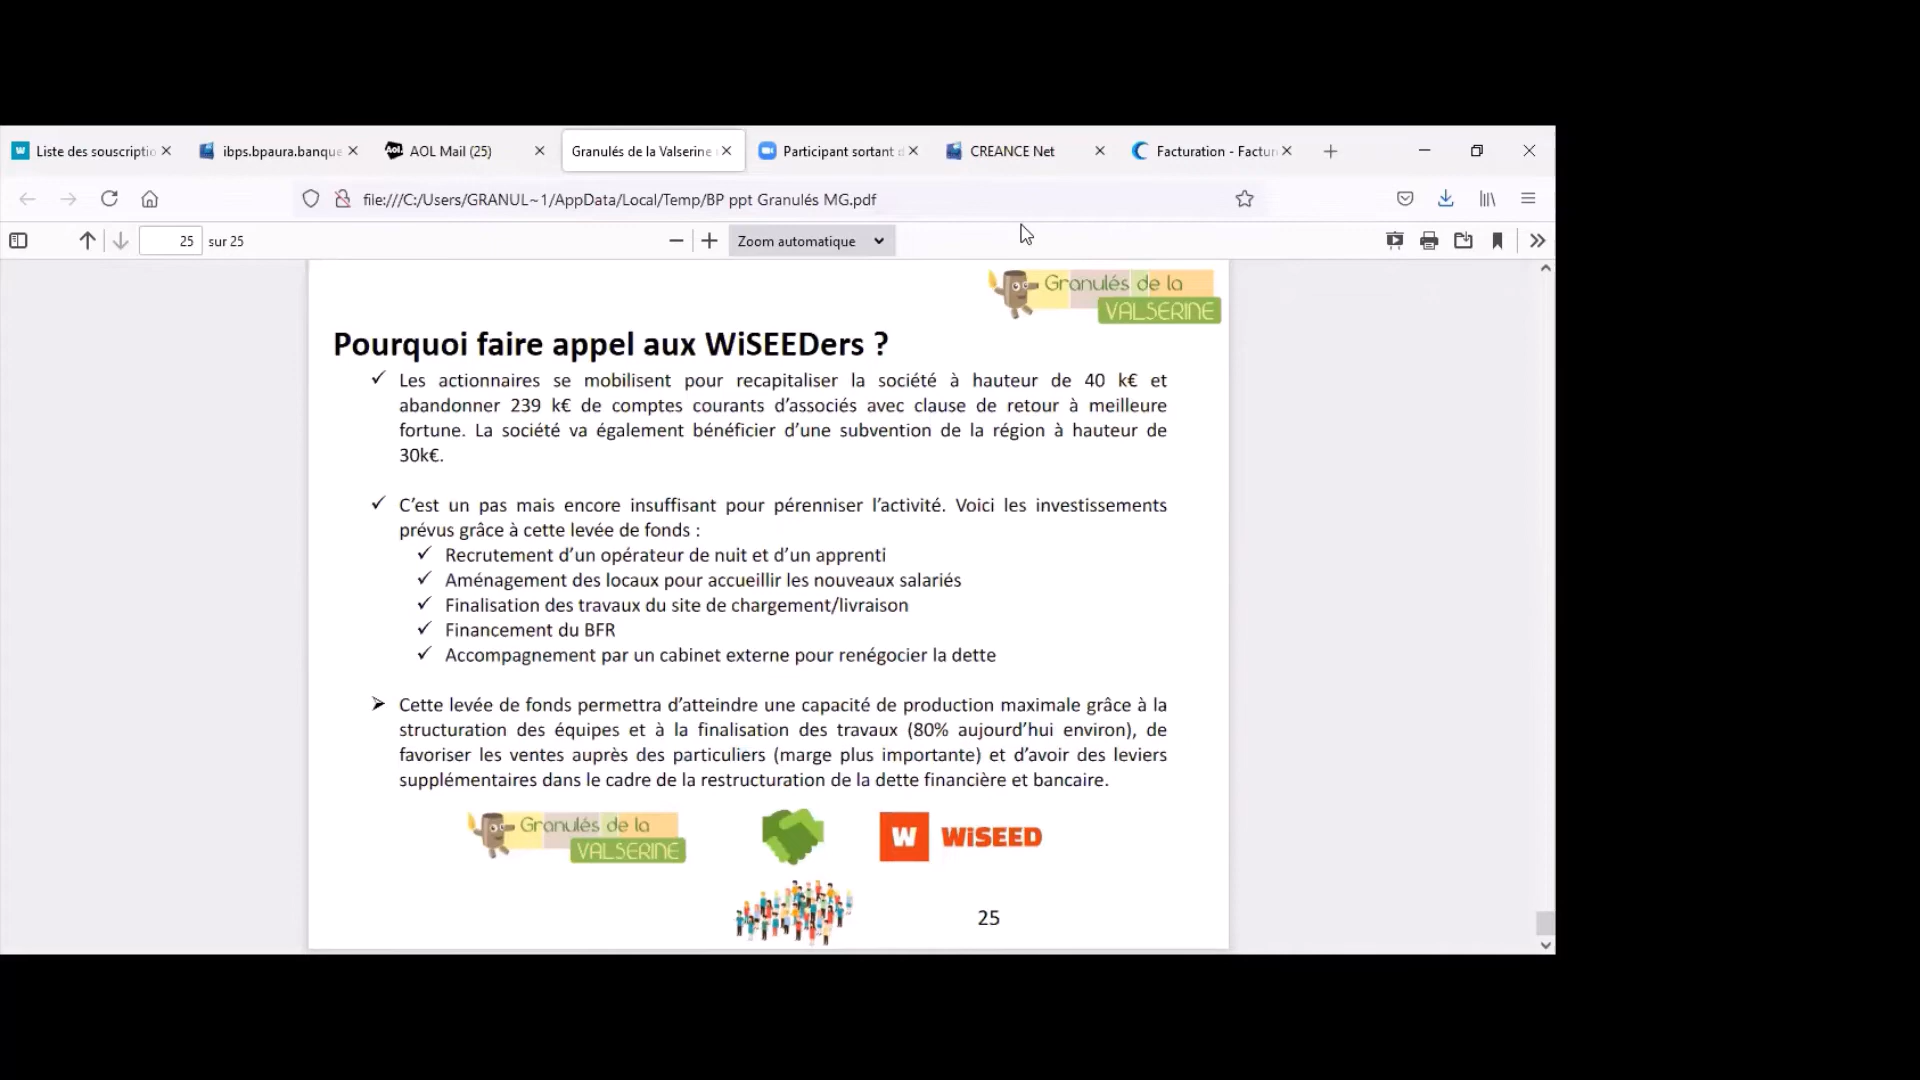 Liste des souscriptio
ibps.bpaura.banque
AOL Mail (25)
Granulés de la Valserine
Participant sortant
CREANCE Net
Facturation - Factur
file:///C:/Users/GRANUL~1/AppData/Local/Temp/BP ppt Granulés MG.pdf
25 sur 25
Zoom automatique
Granulés de la
VALSERINE
Pourquoi faire appel aux WiSEEDers ?
✓ Les actionnaires se mobilisent pour recapitaliser la société à hauteur de 40 k€ et
abandonner 239 k€ de comptes courants d’associés avec clause de retour à meilleure
fortune. La société va également bénéficier d’une subvention de la région à hauteur de
30k€.
✓ C’est un pas mais encore insuffisant pour pérenniser l’activité. Voici les investissements
prévus grâce à cette levée de fonds :
✓ Recrutement d’un opérateur de nuit et d’un apprenti
✓ Aménagement des locaux pour accueillir les nouveaux salariés
✓ Finalisation des travaux du site de chargement/livraison
✓ Financement du BFR
✓ Accompagnement par un cabinet externe pour renégocier la dette
➢ Cette levée de fonds permettra d’atteindre une capacité de production maximale grâce à la
structuration des équipes et à la finalisation des travaux (80% aujourd’hui environ), de
favoriser les ventes auprès des particuliers (marge plus importante) et d’avoir des leviers
supplémentaires dans le cadre de la restructuration de la dette financière et bancaire.
Granulés de la
VALSERINE
W WiSEED
25